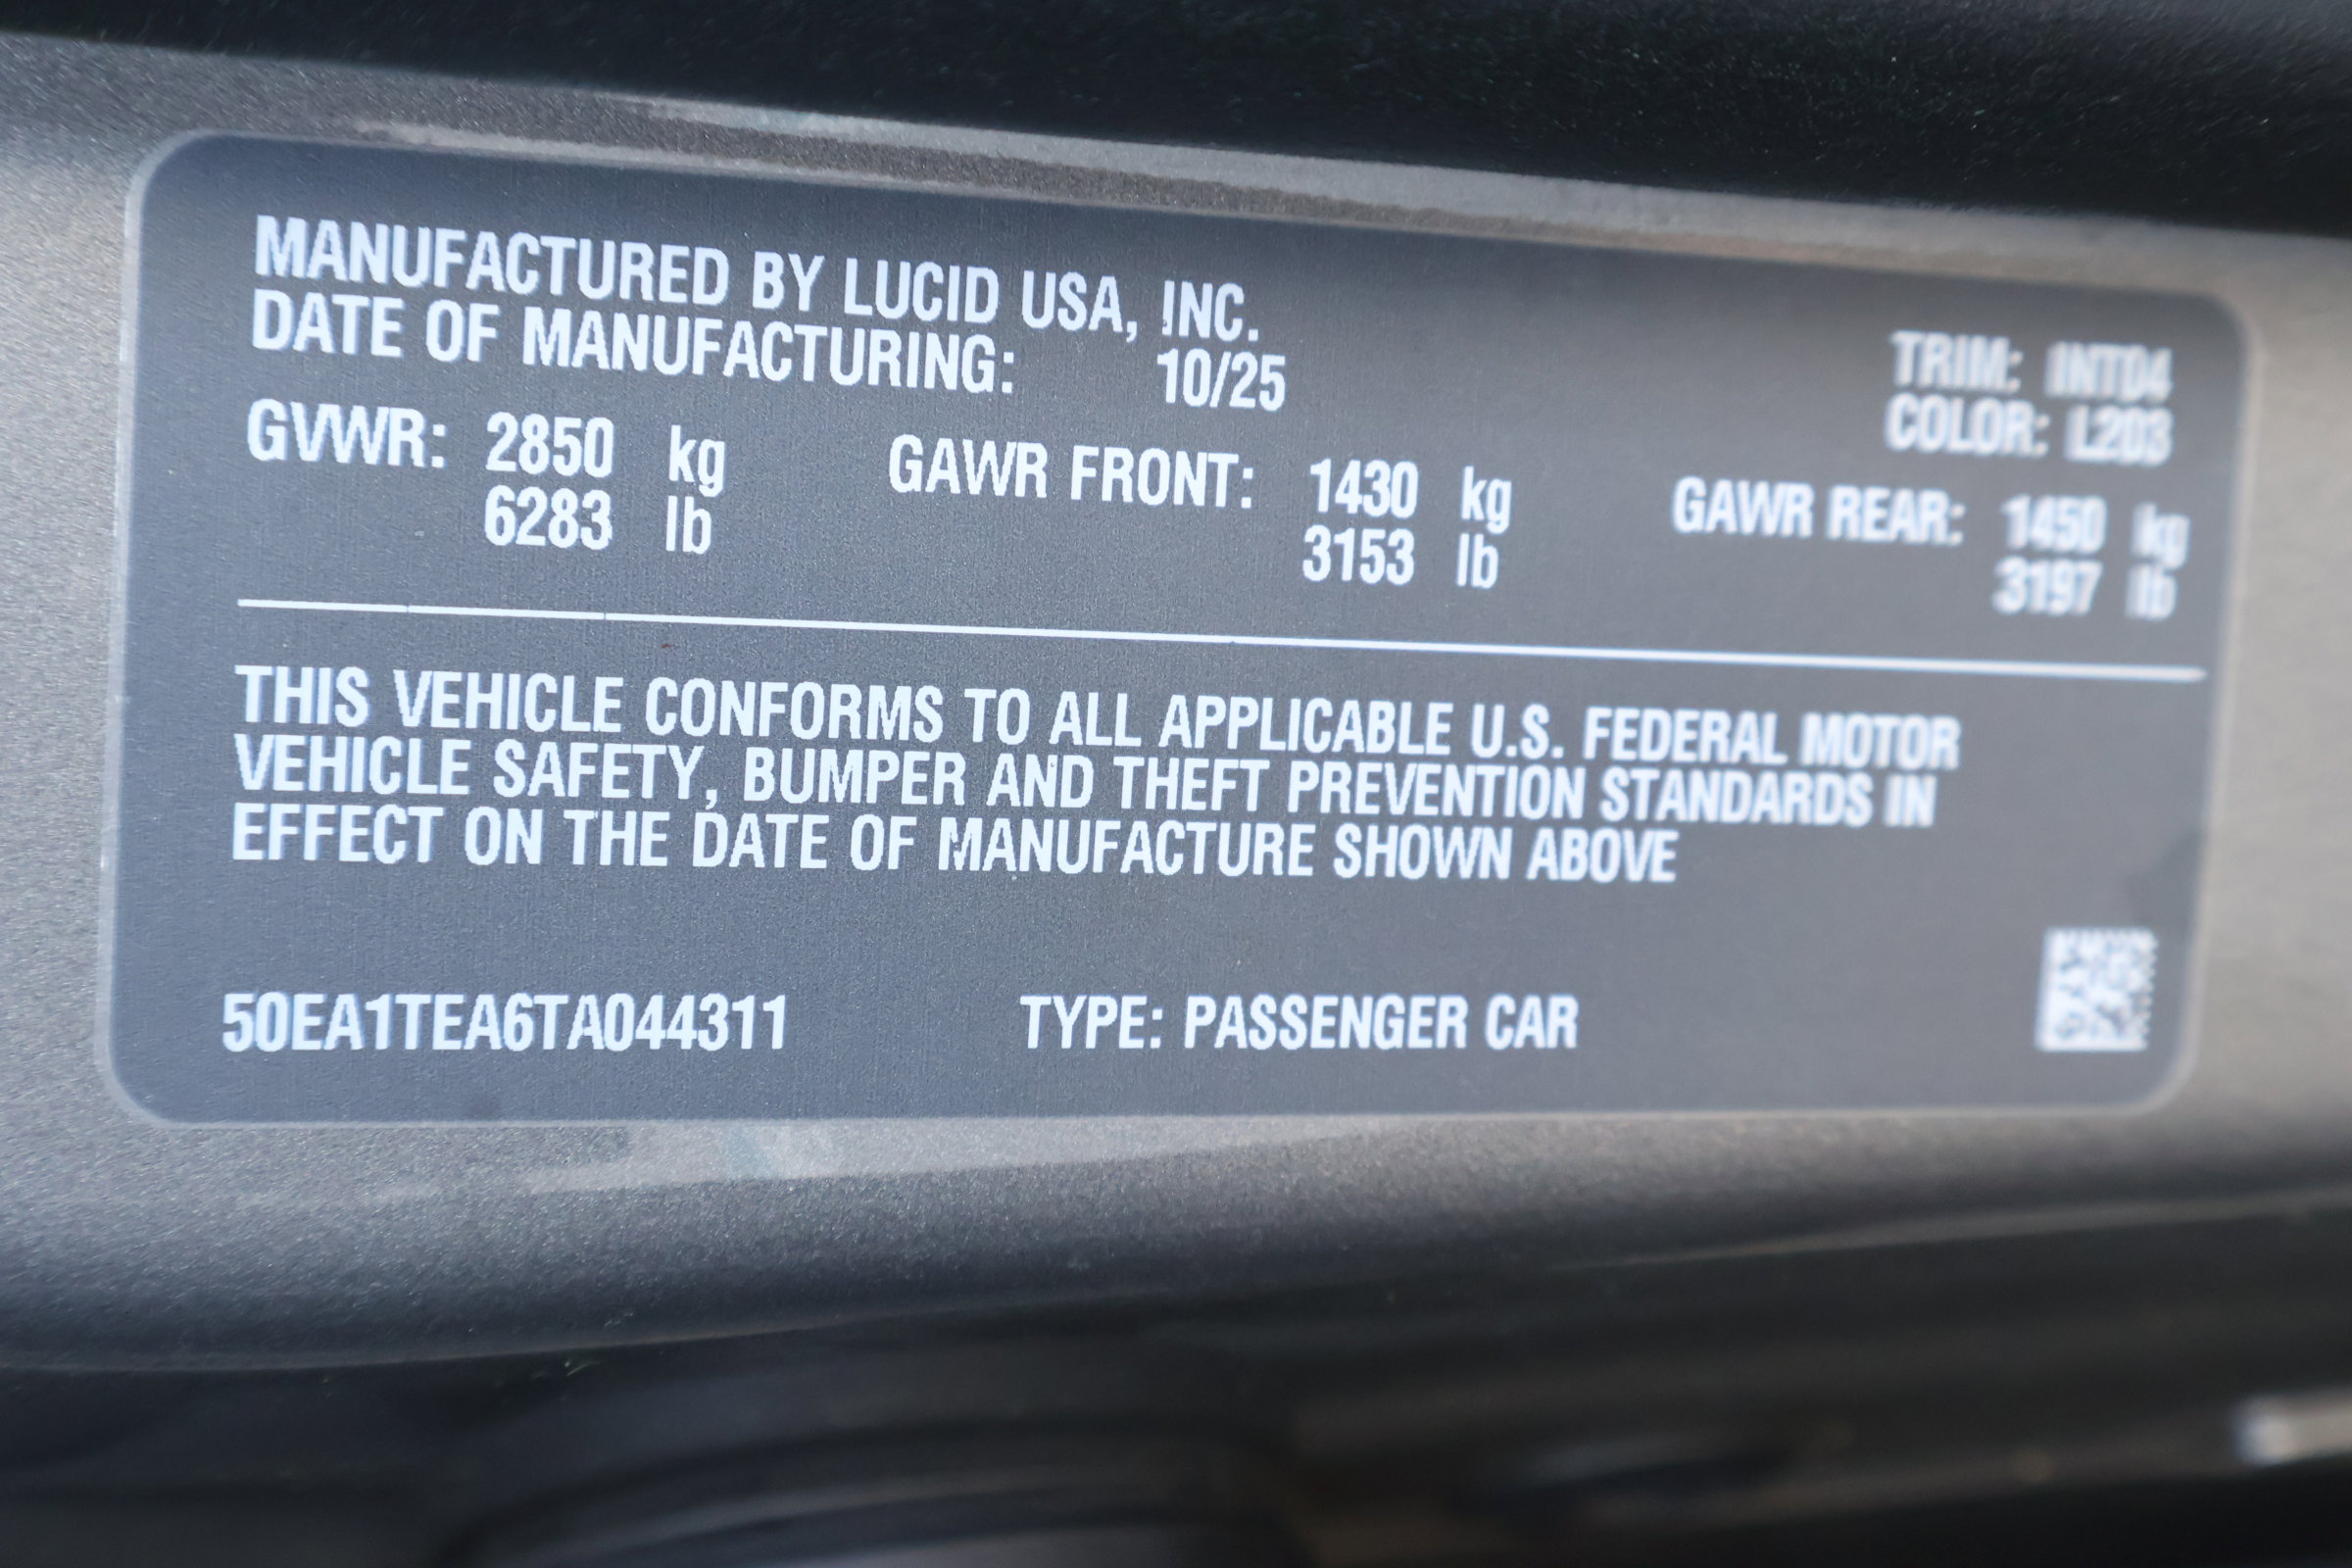 MANUFACTURED BY LUCID USA, INC.
DATE OF MANUFACTURING: 10/25
TRIM: INT04
COLOR: L203
GVWR: 2850 kg GAWR FRONT: 1430 kg GAWR REAR: 1450 kg
6283 lb 3153 lb 3197 lb
THIS VEHICLE CONFORMS TO ALL APPLICABLE U.S. FEDERAL MOTOR
VEHICLE SAFETY, BUMPER AND THEFT PREVENTION STANDARDS IN
EFFECT ON THE DATE OF MANUFACTURE SHOWN ABOVE
50EA1TEA6TA044311 TYPE: PASSENGER CAR